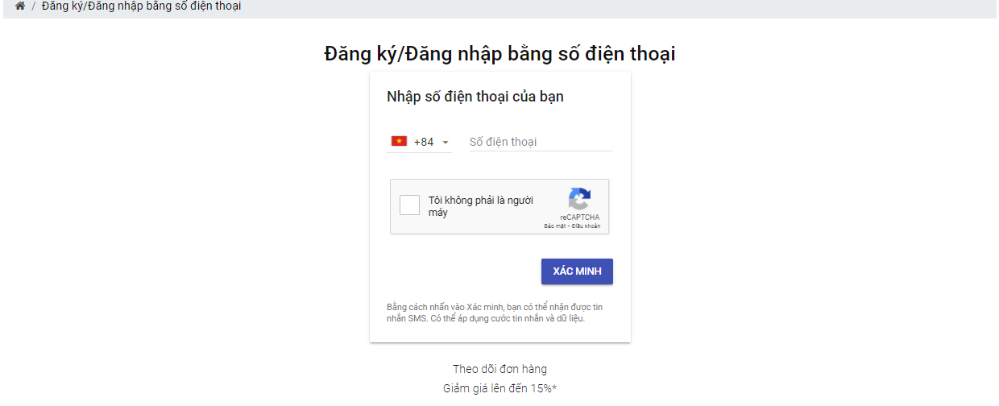 / Đăng ký/Đăng nhập bằng số điện thoại
Đăng ký/Đăng nhập bằng số điện thoại
Nhập số điện thoại của bạn
+84 Số điện thoại
Tôi không phải là người
máy
reCAPTCHA
Bảo mật - Điều khoản
XÁC MINH
Bằng cách nhấn vào Xác minh, bạn có thể nhận được tin
nhắn SMS. Có thể áp dụng cước tin nhắn và dữ liệu.
Theo dõi đơn hàng
Giảm giá lên đến 15%*